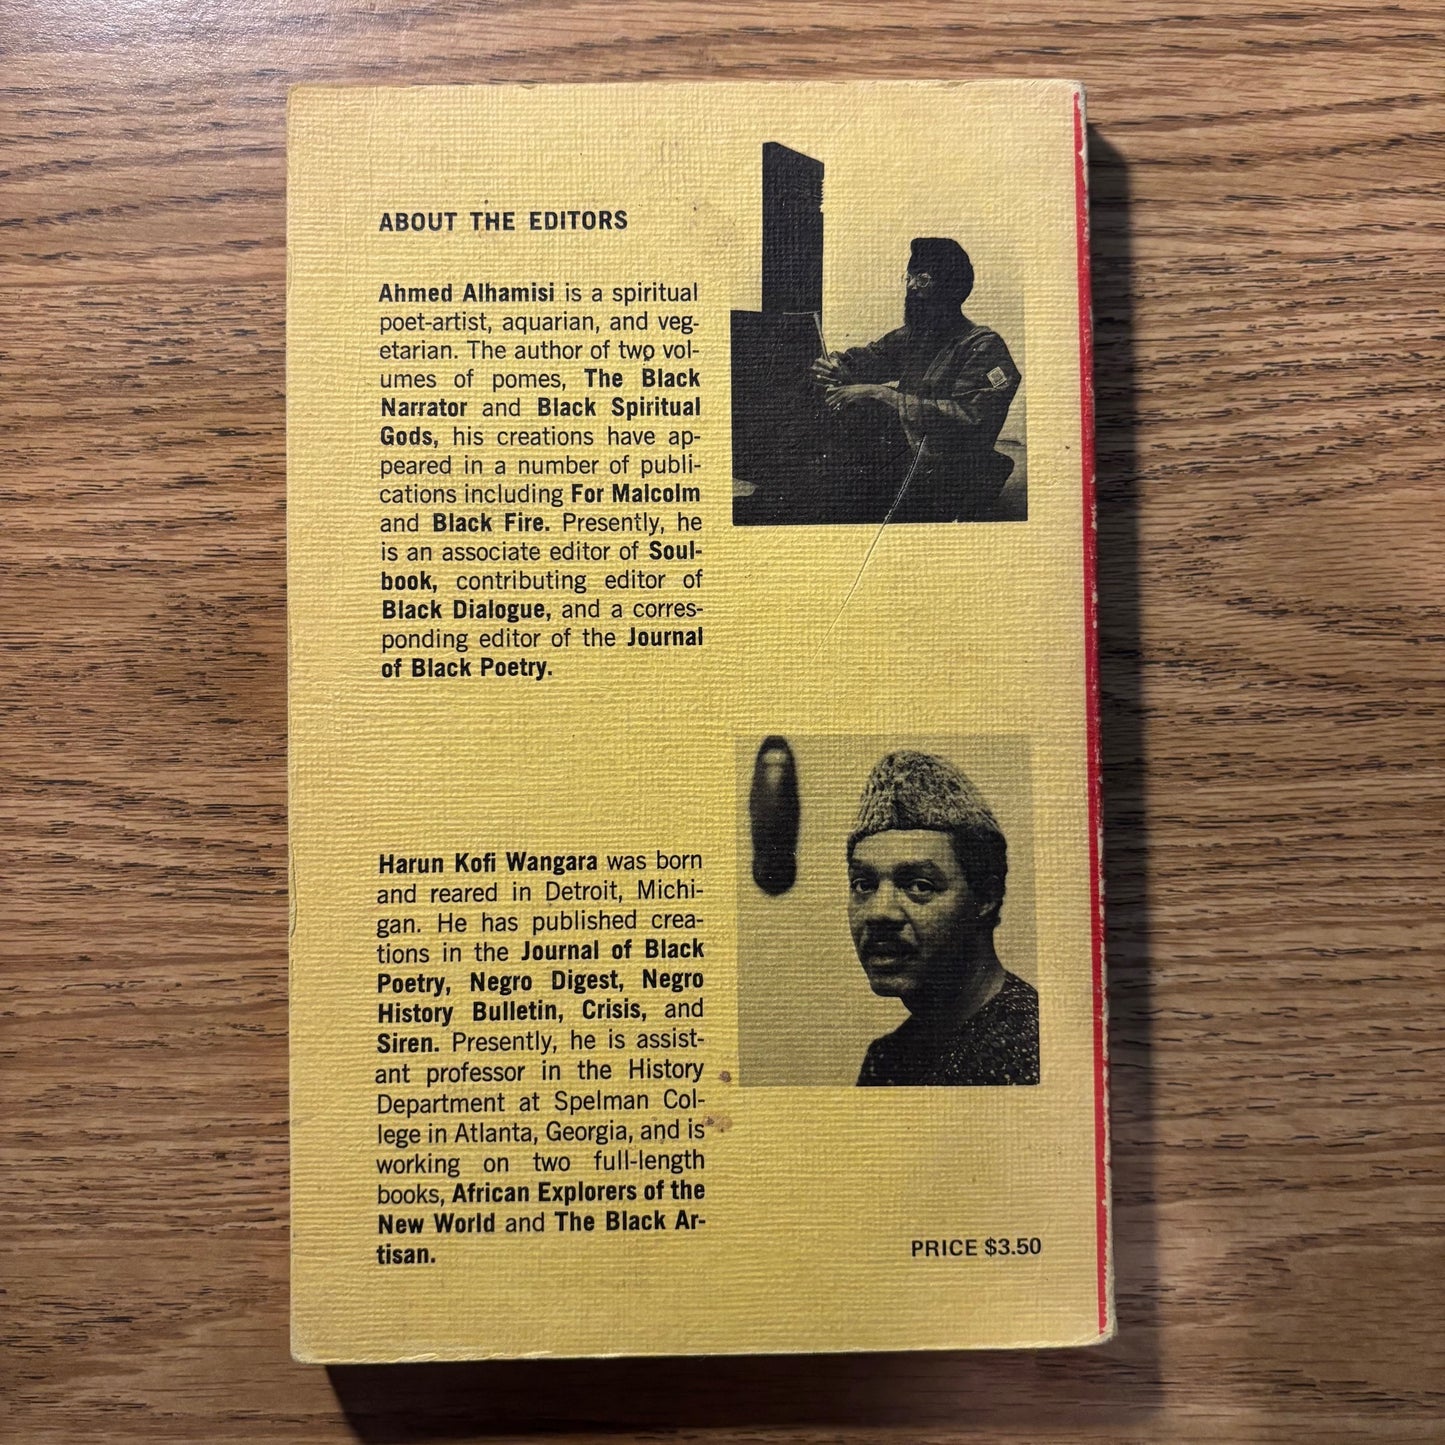 ABOUT THE EDITORS
Ahmed Alhamisi is a spiritual
poet-artist, aquarian, and veg-
etarian. The author of two vol-
umes of pomes, The Black
Narrator and Black Spiritual
Gods, his creations have ap-
peared in a number of publi-
cations including For Malcolm
and Black Fire. Presently, he
is an associate editor of Soul-
book, contributing editor of
Black Dialogue, and a corres-
ponding editor of the Journal
of Black Poetry.
Harun Kofi Wangara was born
and reared in Detroit, Michi-
gan. He has published crea-
tions in the Journal of Black
Poetry, Negro Digest, Negro
History Bulletin, Crisis, and
Siren. Presently, he is assist-
ant professor in the History
Department at Spelman Col-
lege in Atlanta, Georgia, and is
working on two full-length
books, African Explorers of the
New World and The Black Ar-
tisan.
PRICE $3.50